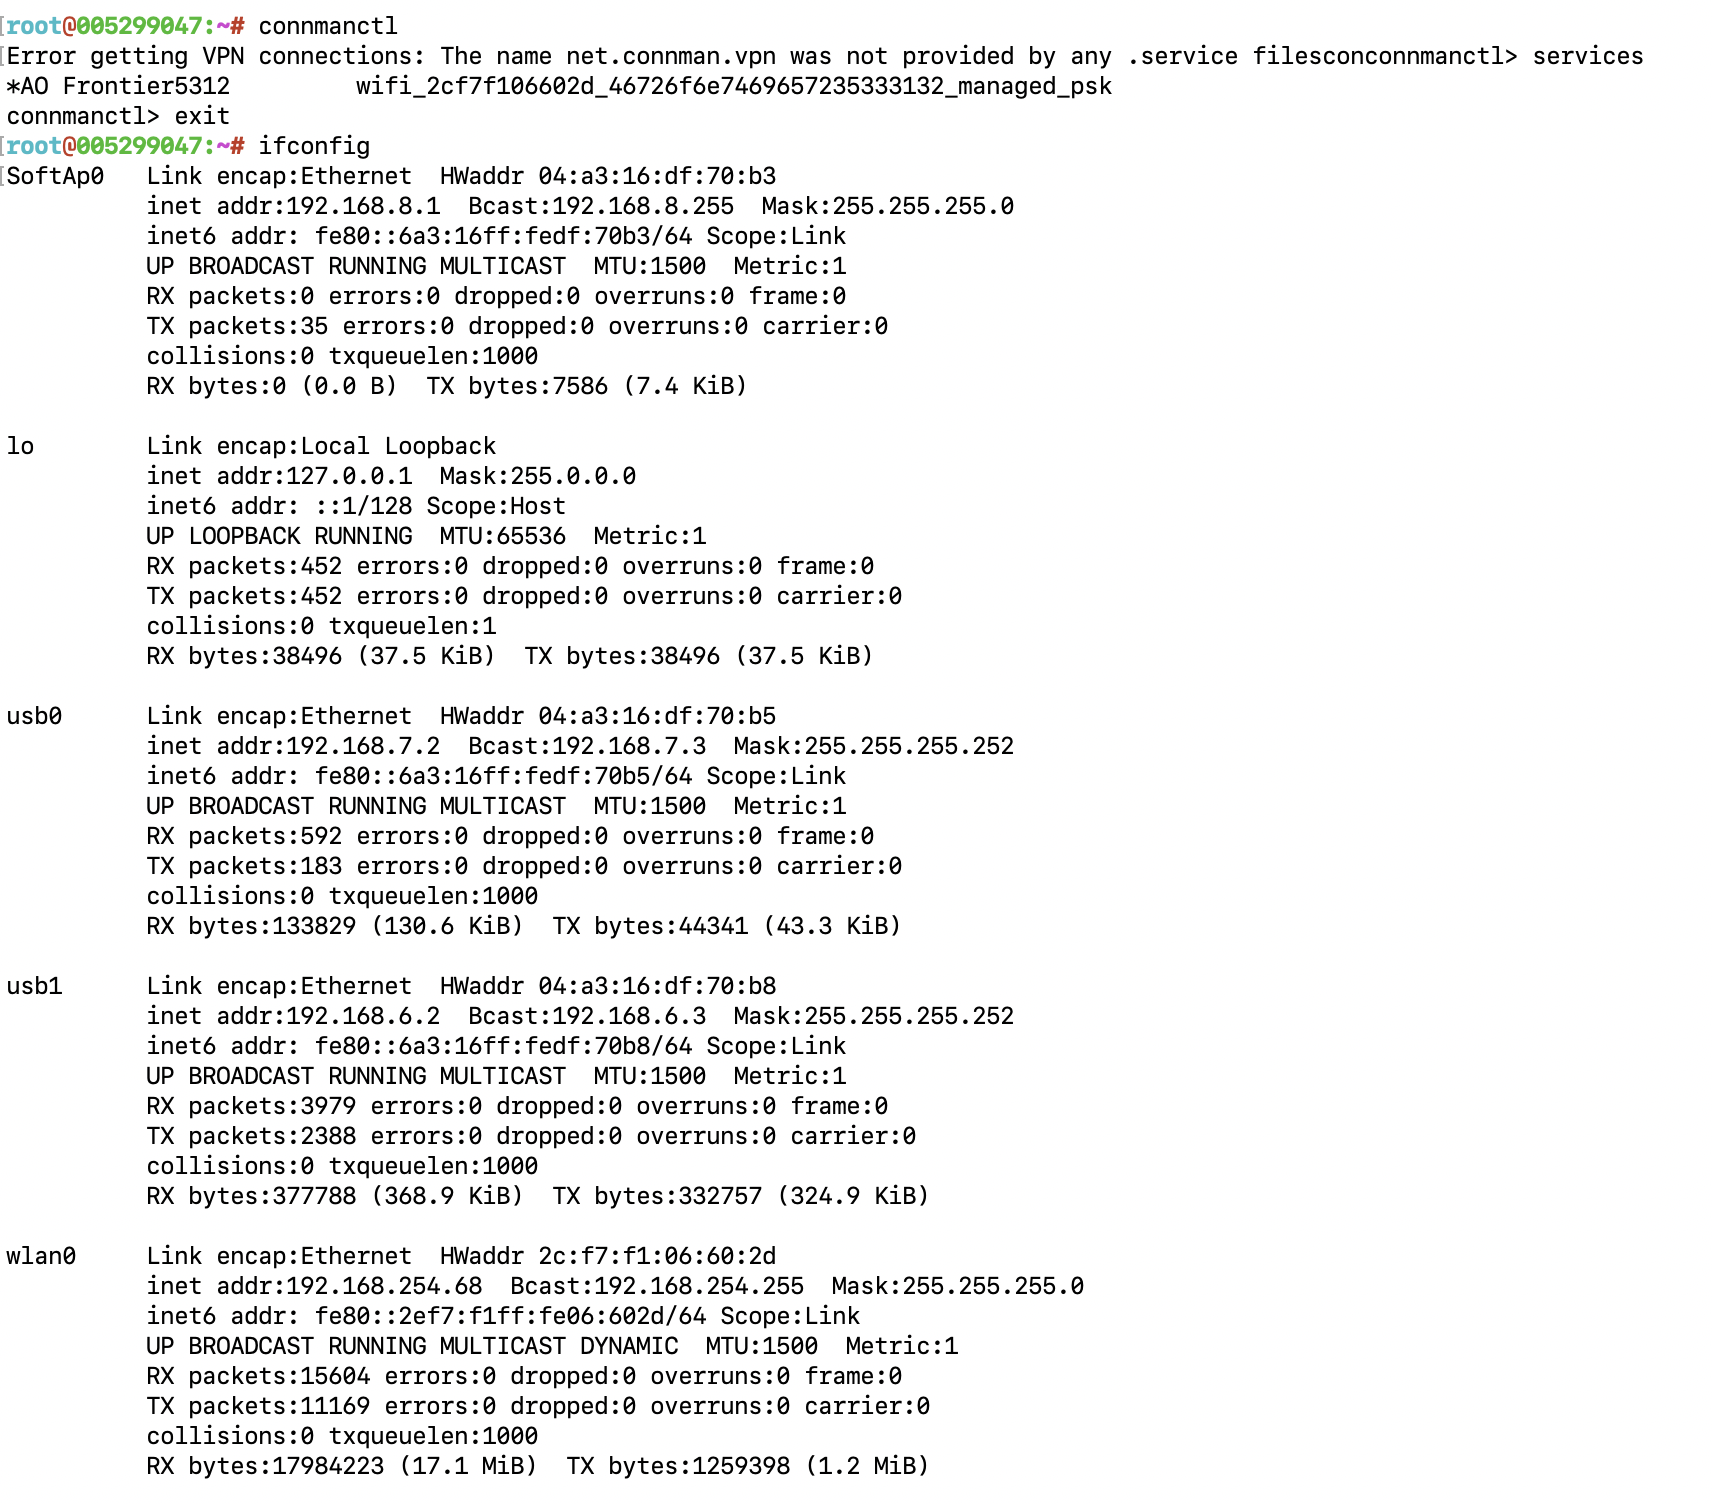 [root@005299047:~# connmanctl
[Error getting VPN connections: The name net.connman.vpn was not provided by any .service filesconconnmanctl> services
*AO Frontier5312         wifi_2cf7f106602d_46726f6e7469657235333132_managed_psk
connmanctl> exit
[root@005299047:~# ifconfig
[SoftAp0  Link encap:Ethernet  HWaddr 04:a3:16:df:70:b3
          inet addr:192.168.8.1  Bcast:192.168.8.255  Mask:255.255.255.0
          inet6 addr: fe80::6a3:16ff:fedf:70b3/64 Scope:Link
          UP BROADCAST RUNNING MULTICAST  MTU:1500  Metric:1
          RX packets:0 errors:0 dropped:0 overruns:0 frame:0
          TX packets:35 errors:0 dropped:0 overruns:0 carrier:0
          collisions:0 txqueuelen:1000
          RX bytes:0 (0.0 B)  TX bytes:7586 (7.4 KiB)

lo        Link encap:Local Loopback
          inet addr:127.0.0.1  Mask:255.0.0.0
          inet6 addr: ::1/128 Scope:Host
          UP LOOPBACK RUNNING  MTU:65536  Metric:1
          RX packets:452 errors:0 dropped:0 overruns:0 frame:0
          TX packets:452 errors:0 dropped:0 overruns:0 carrier:0
          collisions:0 txqueuelen:1
          RX bytes:38496 (37.5 KiB)  TX bytes:38496 (37.5 KiB)

usb0      Link encap:Ethernet  HWaddr 04:a3:16:df:70:b5
          inet addr:192.168.7.2  Bcast:192.168.7.3  Mask:255.255.255.252
          inet6 addr: fe80::6a3:16ff:fedf:70b5/64 Scope:Link
          UP BROADCAST RUNNING MULTICAST  MTU:1500  Metric:1
          RX packets:592 errors:0 dropped:0 overruns:0 frame:0
          TX packets:183 errors:0 dropped:0 overruns:0 carrier:0
          collisions:0 txqueuelen:1000
          RX bytes:133829 (130.6 KiB)  TX bytes:44341 (43.3 KiB)

usb1      Link encap:Ethernet  HWaddr 04:a3:16:df:70:b8
          inet addr:192.168.6.2  Bcast:192.168.6.3  Mask:255.255.255.252
          inet6 addr: fe80::6a3:16ff:fedf:70b8/64 Scope:Link
          UP BROADCAST RUNNING MULTICAST  MTU:1500  Metric:1
          RX packets:3979 errors:0 dropped:0 overruns:0 frame:0
          TX packets:2388 errors:0 dropped:0 overruns:0 carrier:0
          collisions:0 txqueuelen:1000
          RX bytes:377788 (368.9 KiB)  TX bytes:332757 (324.9 KiB)

wlan0     Link encap:Ethernet  HWaddr 2c:f7:f1:06:60:2d
          inet addr:192.168.254.68  Bcast:192.168.254.255  Mask:255.255.255.0
          inet6 addr: fe80::2ef7:f1ff:fe06:602d/64 Scope:Link
          UP BROADCAST RUNNING MULTICAST DYNAMIC  MTU:1500  Metric:1
          RX packets:15604 errors:0 dropped:0 overruns:0 frame:0
          TX packets:11169 errors:0 dropped:0 overruns:0 carrier:0
          collisions:0 txqueuelen:1000
          RX bytes:17984223 (17.1 MiB)  TX bytes:1259398 (1.2 MiB)